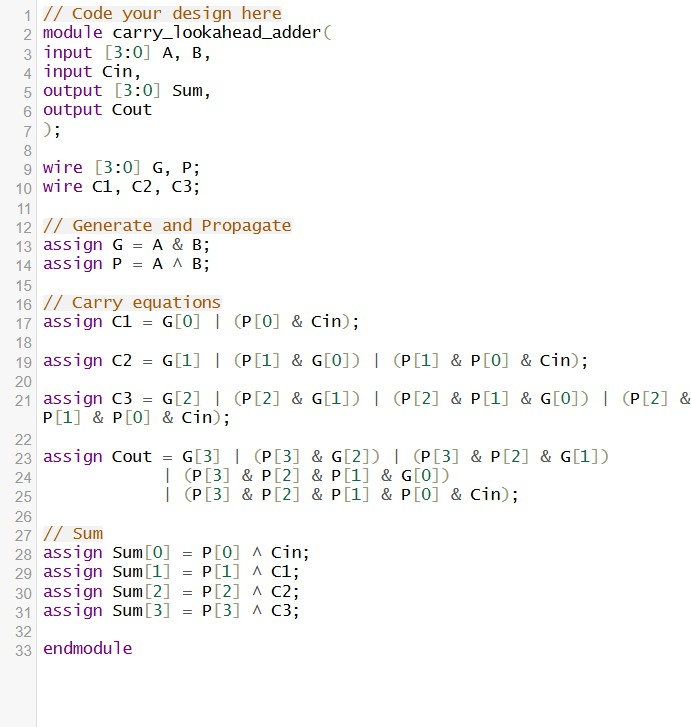 1 // Code your design here
2 module carry_lookahead_adder(
3 input [3:0] A, B,
4 input Cin,
5 output [3:0] Sum,
6 output Cout
7 );
8
9 wire [3:0] G, P;
10 wire C1, C2, C3;
11
12 // Generate and Propagate
13 assign G = A & B;
14 assign P = A ^ B;
15
16 // Carry equations
17 assign C1 = G[0] | (P[0] & Cin);
18
19 assign C2 = G[1] | (P[1] & G[0]) | (P[1] & P[0] & Cin);
20
21 assign C3 = G[2] | (P[2] & G[1]) | (P[2] & P[1] & G[0]) | (P[2] &
P[1] & P[0] & Cin);
22
23 assign Cout = G[3] | (P[3] & G[2]) | (P[3] & P[2] & G[1])
24 | (P[3] & P[2] & P[1] & G[0])
25 | (P[3] & P[2] & P[1] & P[0] & Cin);
26
27 // Sum
28 assign Sum[0] = P[0] ^ Cin;
29 assign Sum[1] = P[1] ^ C1;
30 assign Sum[2] = P[2] ^ C2;
31 assign Sum[3] = P[3] ^ C3;
32
33 endmodule